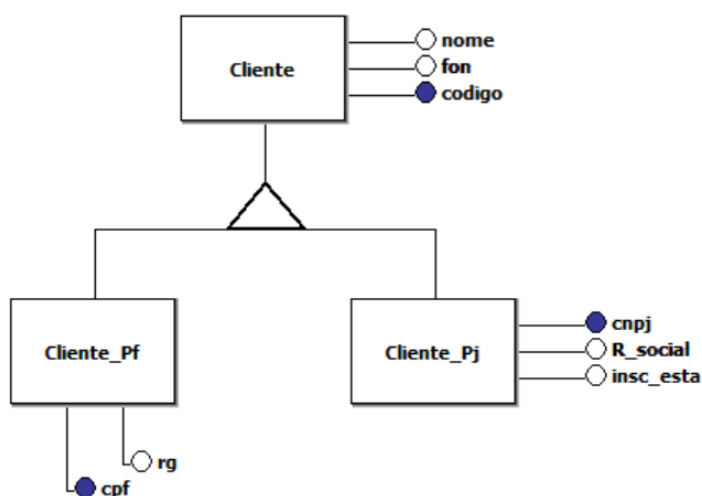 Cliente
nome
fon
codigo
Cliente_Pf
Cliente_Pj
cnpj
R_social
insc_esta
rg
cpf